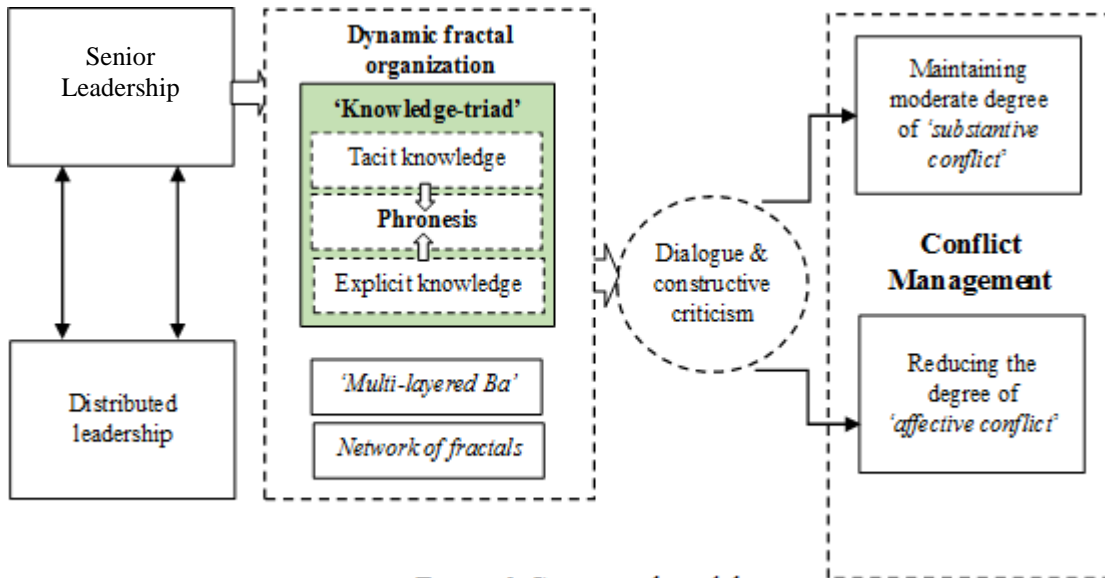 Senior
Leadership
Distributed
leadership
Dynamic fractal
organization
‘Knowledge-triad’
Tacit knowledge
Phronesis
Explicit knowledge
‘Multi-layered Ba’
Network of fractals
Dialogue &
constructive
criticism
Maintaining
moderate degree
of ‘substantive
conflict’
Conflict
Management
Reducing the
degree of
‘affective conflict’